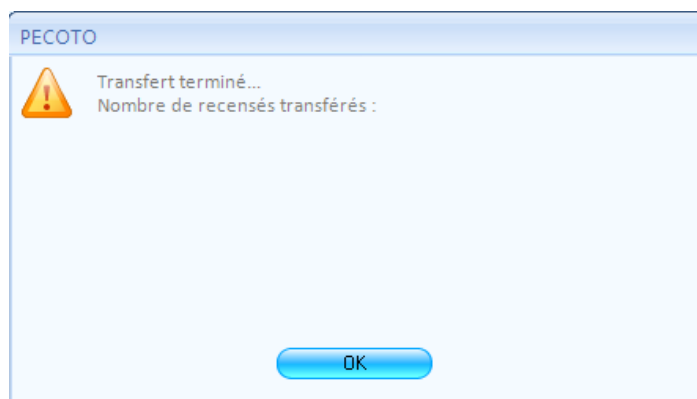 PECOTO
Transfert terminé...
Nombre de recensés transférés :
OK